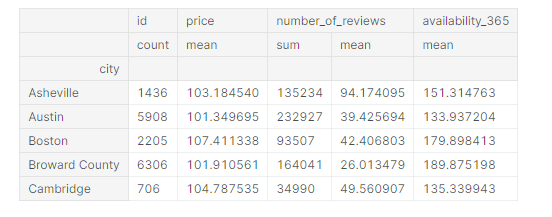 id price number_of_reviews availability_365
count mean sum mean mean
city
Asheville 1436 103.184540 135234 94.174095 151.314763
Austin 5908 101.349695 232927 39.425694 133.937204
Boston 2205 107.411338 93507 42.406803 179.898413
Broward County 6306 101.910561 164041 26.013479 189.875198
Cambridge 706 104.787535 34990 49.560907 135.339943